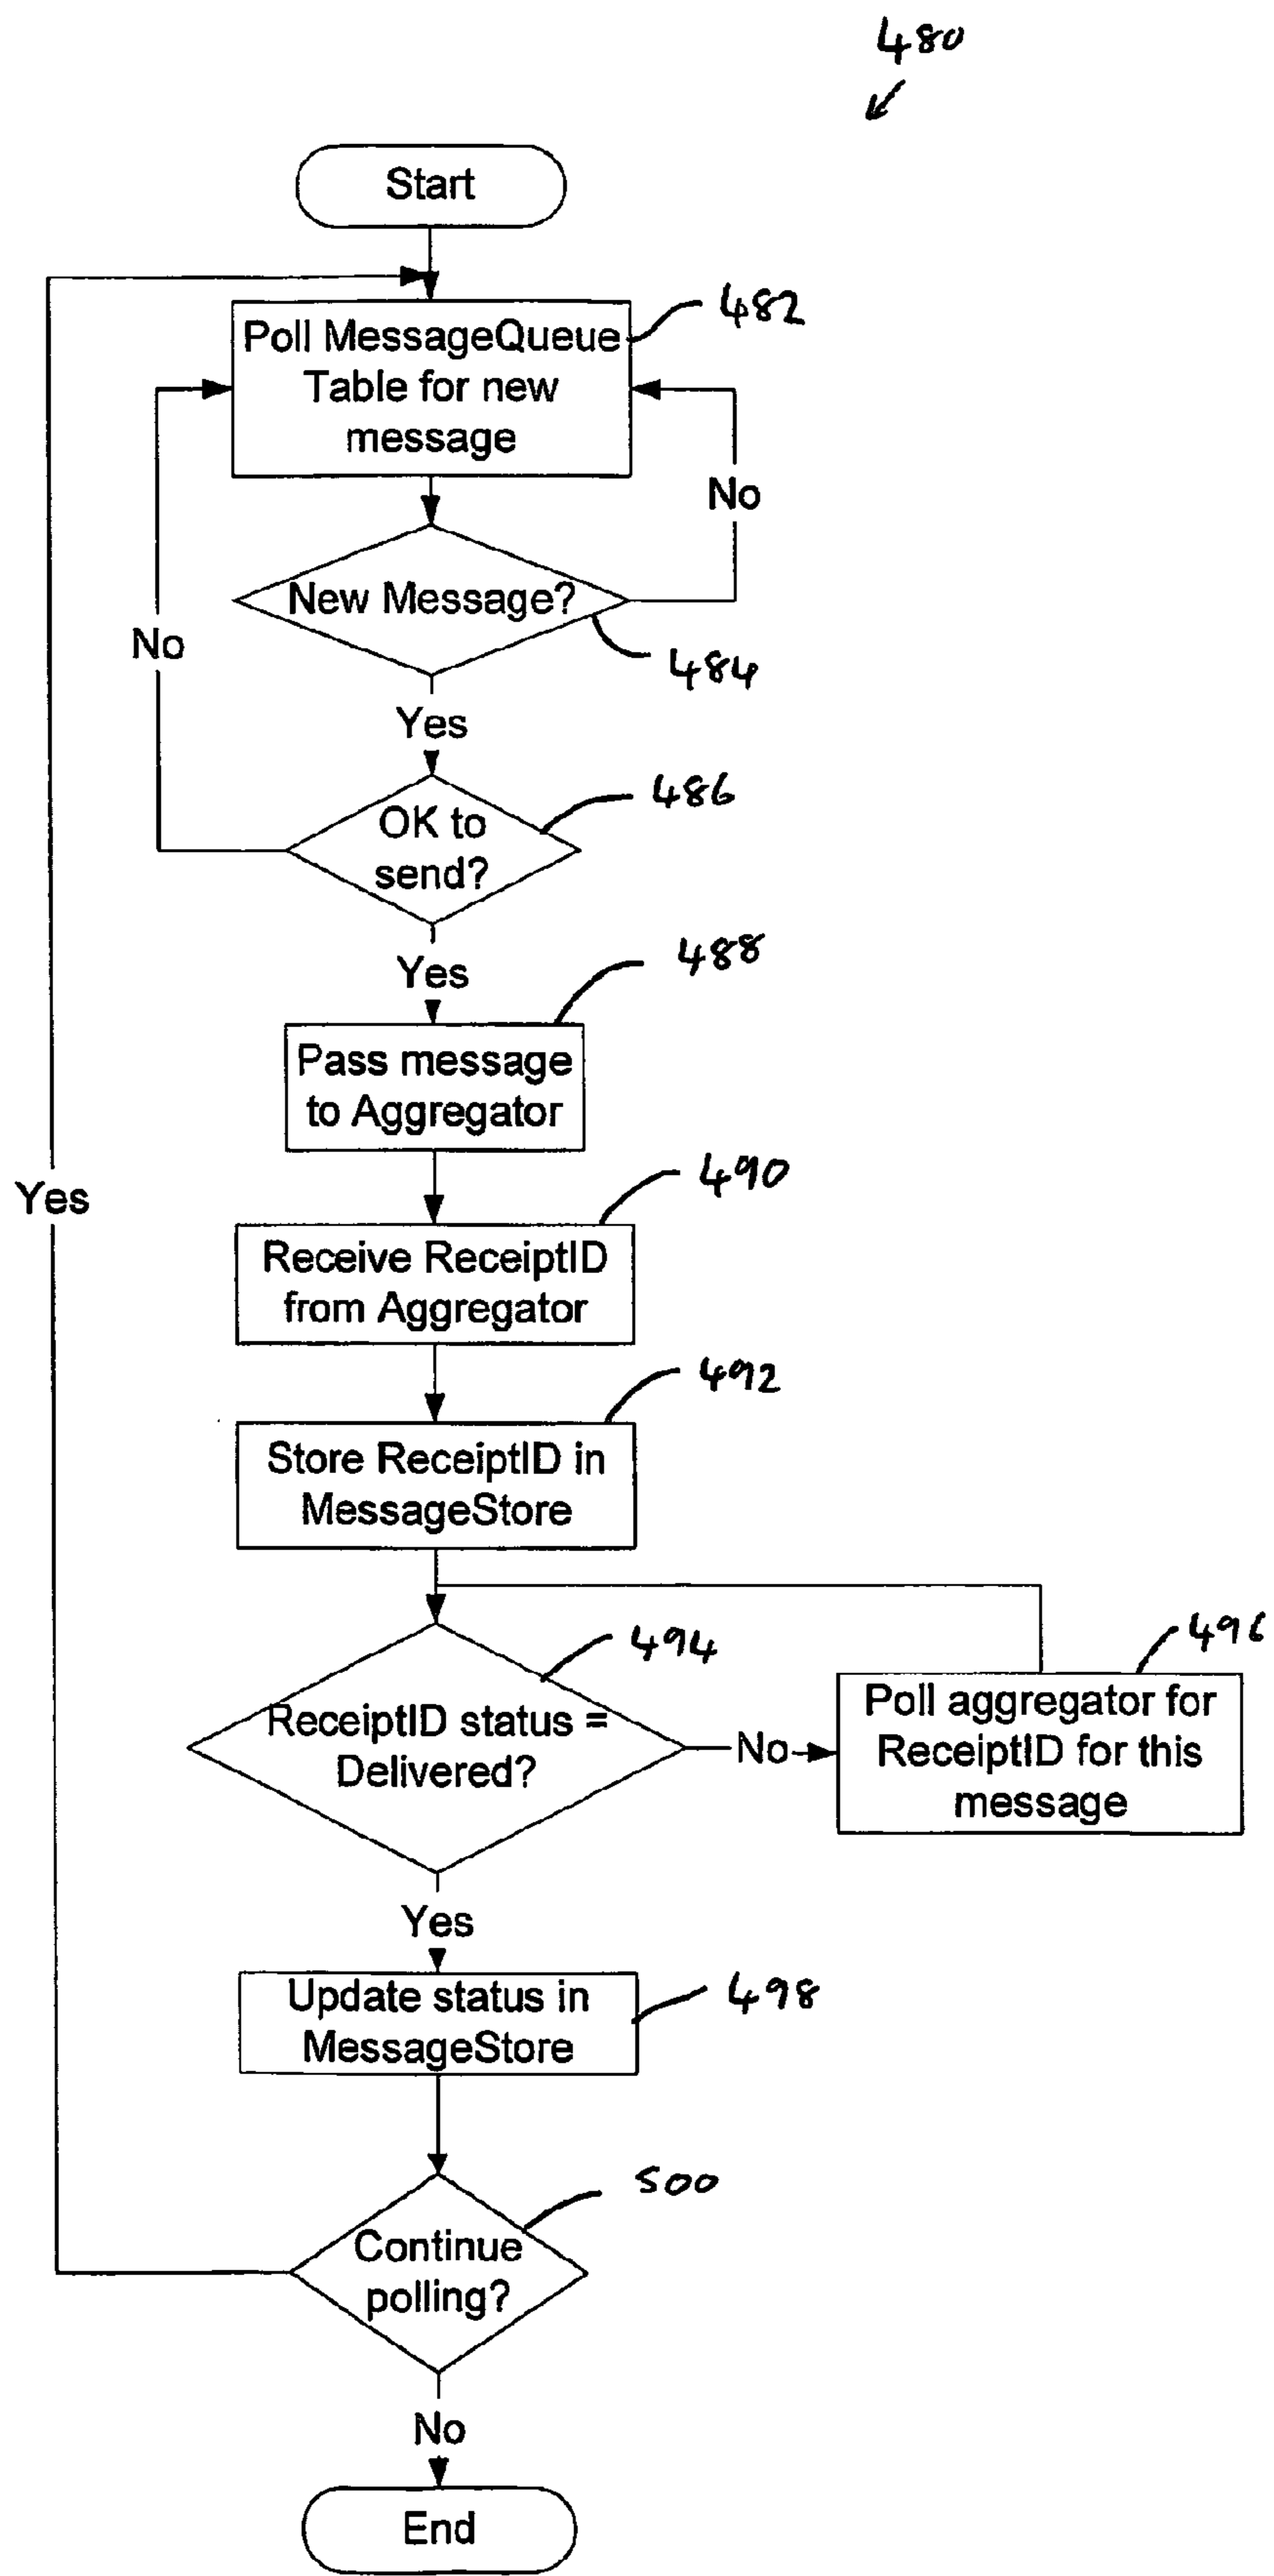 480
Start
Poll MessageQueue
Table for new
message
482
No
New Message?
484
No
Yes
OK to
send?
486
Yes
488
Pass message
to Aggregator
490
Yes
Receive ReceiptID
from Aggregator
492
Store ReceiptID in
MessageStore
494
ReceiptID status =
Delivered?
No
496
Poll aggregator for
ReceiptID for this
message
Yes
Update status in
MessageStore
498
500
Continue
polling?
No
End